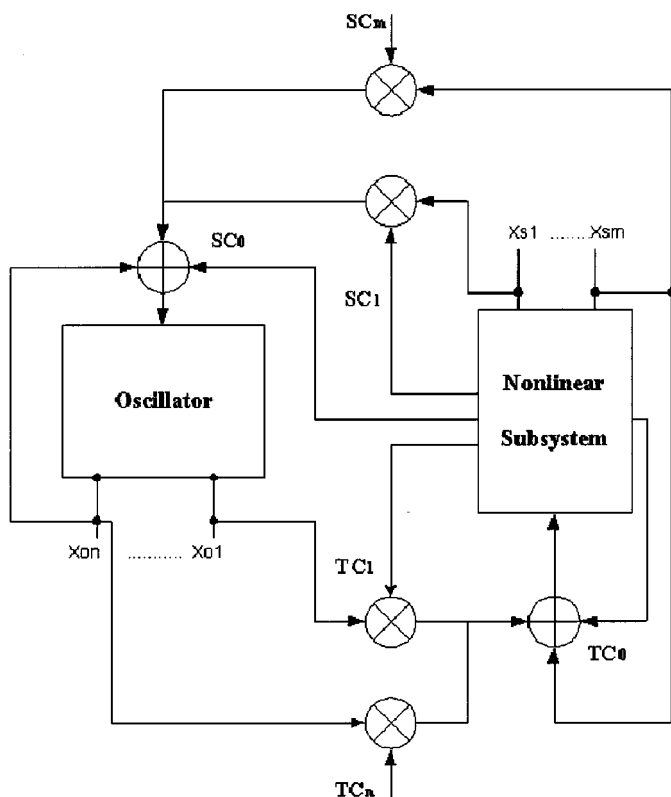 SCm
SC0
Xs1 ....... Xsm
SC1
Nonlinear
Subsystem
Oscillator
Xon ............ Xo1
TC1
TC0
TCn